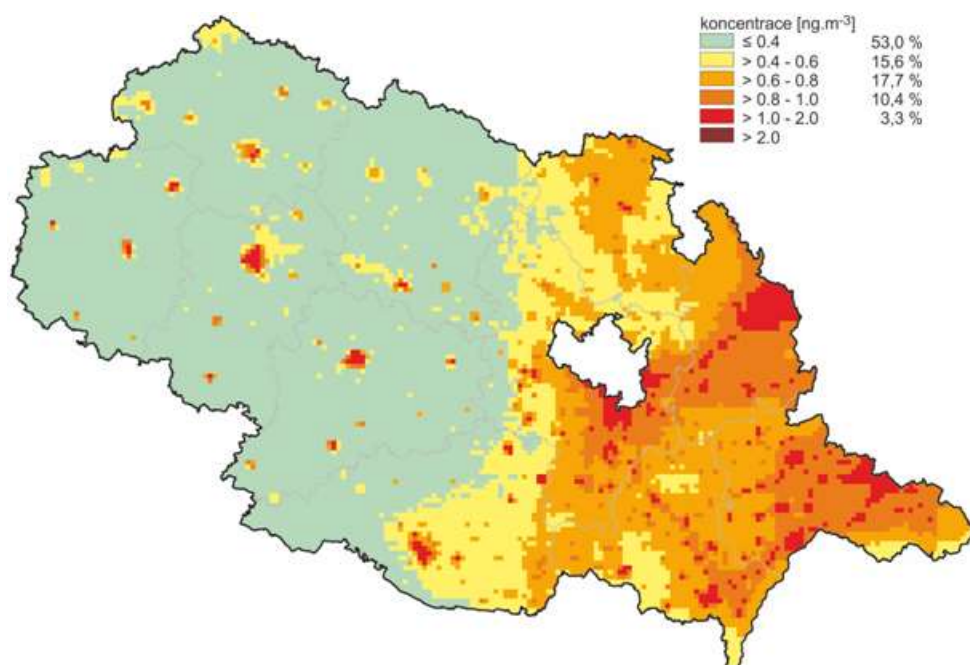 koncentrace [ng.m-3]
≤ 0.4 53,0 %
> 0.4 - 0.6 15,6 %
> 0.6 - 0.8 17,7 %
> 0.8 - 1.0 10,4 %
> 1.0 - 2.0 3,3 %
> 2.0